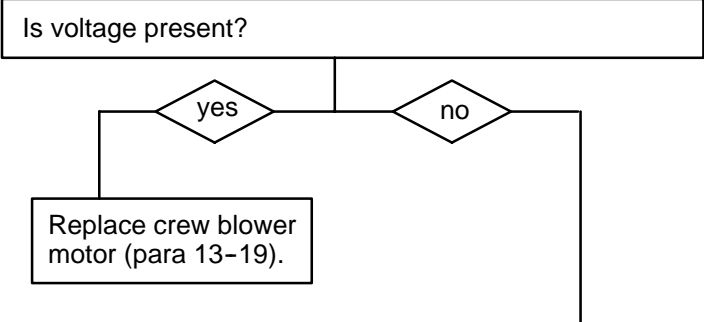 Is voltage present?
yes
no
Replace crew blower
motor (para 13-19).